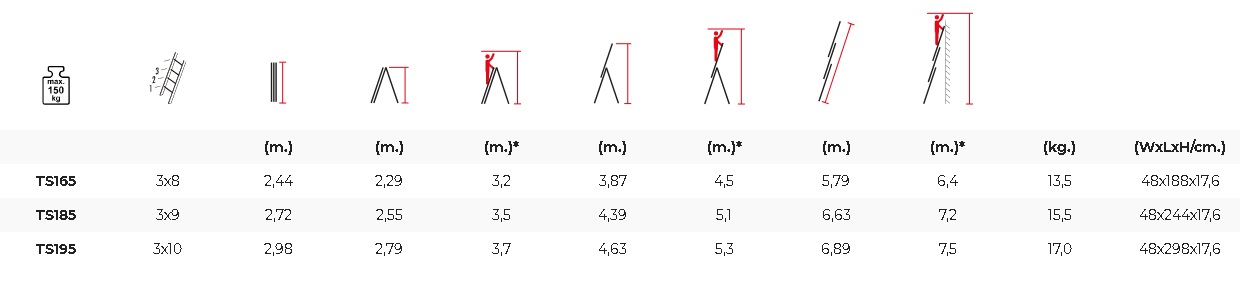 max.
150
kg
3
2
1
(m.) (m.) (m.)* (m.) (m.)* (m.) (m.)* (kg.) (WxLxH/cm.)
TS165 3x8 2,44 2,29 3,2 3,87 4,5 5,79 6,4 13,5 48x188x17,6
TS185 3x9 2,72 2,55 3,5 4,39 5,1 6,63 7,2 15,5 48x244x17,6
TS195 3x10 2,98 2,79 3,7 4,63 5,3 6,89 7,5 17,0 48x298x17,6